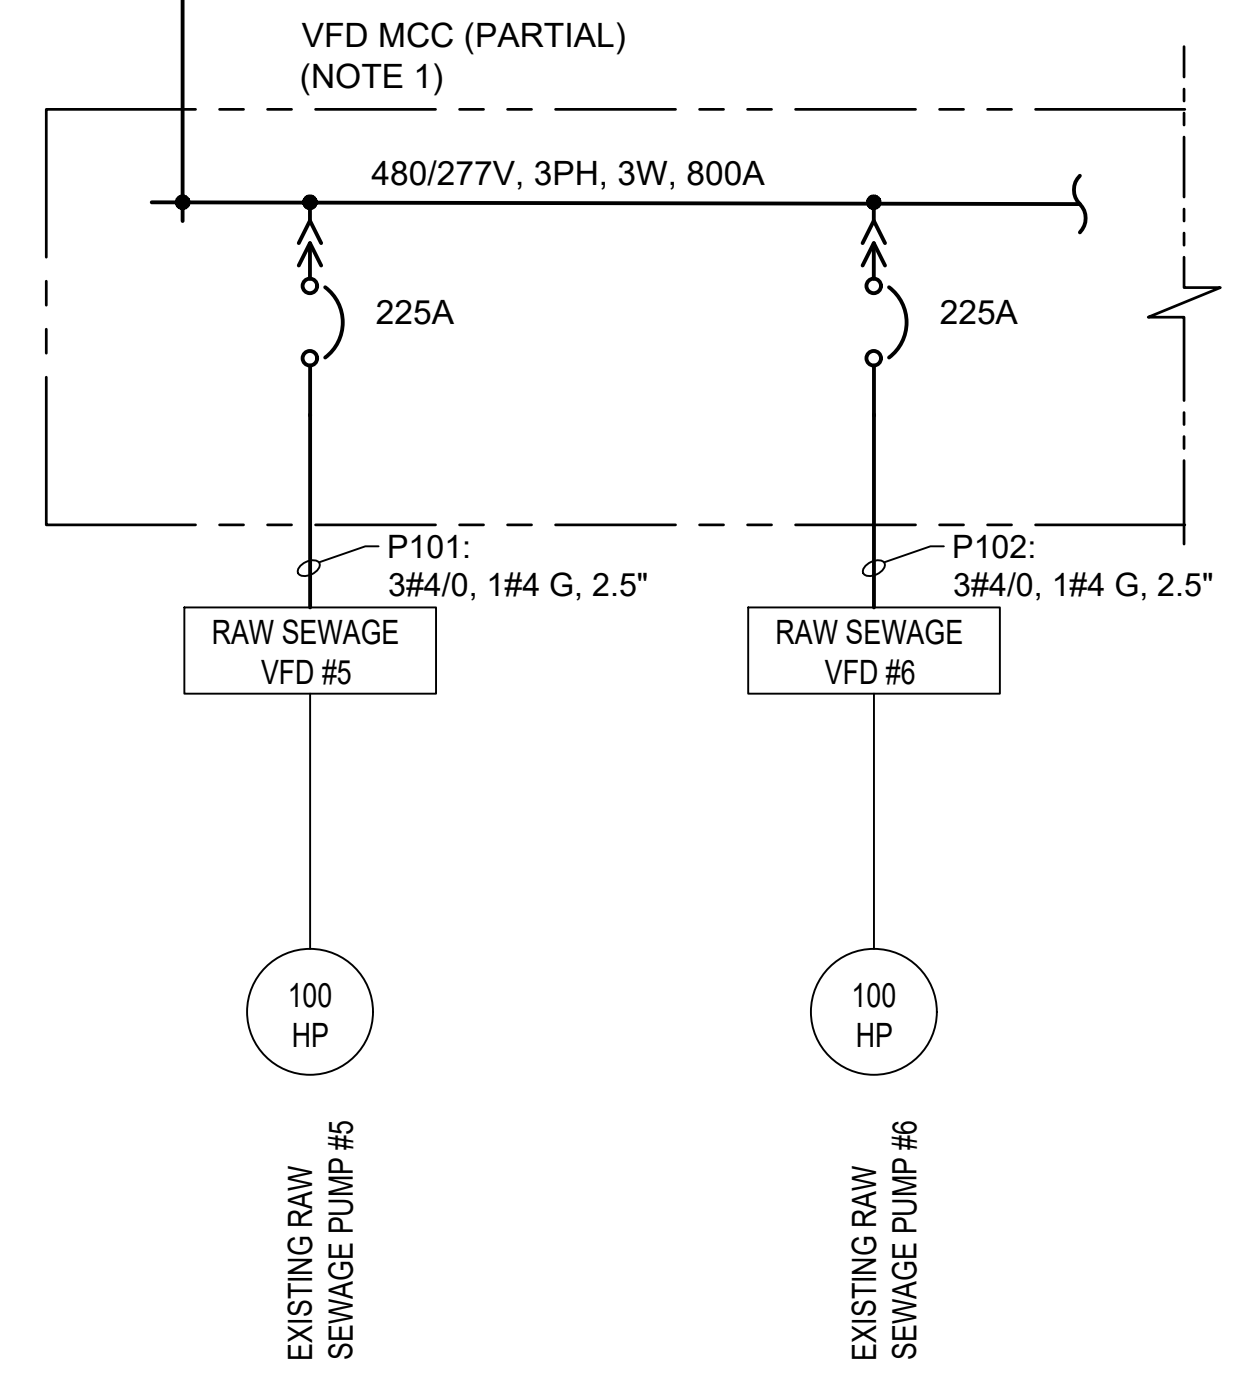 VFD MCC (PARTIAL)
(NOTE 1)
480/277V, 3PH, 3W, 800A
225A
225A
P101:
3#4/0, 1#4 G, 2.5"
P102:
3#4/0, 1#4 G, 2.5"
RAW SEWAGE
VFD #5
RAW SEWAGE
VFD #6
100
HP
100
HP
EXISTING RAW
SEWAGE PUMP #5
EXISTING RAW
SEWAGE PUMP #6